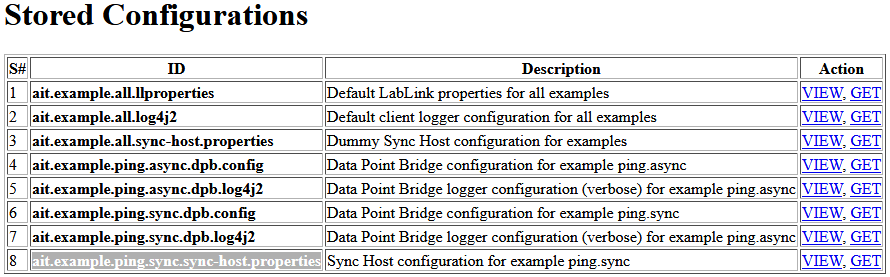 Stored Configurations
S# ID Description Action
1 ait.example.all.llproperties Default LabLink properties for all examples VIEW, GET
2 ait.example.all.log4j2 Default client logger configuration for all examples VIEW, GET
3 ait.example.all.sync-host.properties Dummy Sync Host configuration for examples VIEW, GET
4 ait.example.ping.async.dpb.config Data Point Bridge configuration for example ping.async VIEW, GET
5 ait.example.ping.async.dpb.log4j2 Data Point Bridge logger configuration (verbose) for example ping.async VIEW, GET
6 ait.example.ping.sync.dpb.config Data Point Bridge configuration for example ping.sync VIEW, GET
7 ait.example.ping.sync.dpb.log4j2 Data Point Bridge logger configuration (verbose) for example ping.async VIEW, GET
8 ait.example.ping.sync.sync-host.properties Sync Host configuration for example ping.sync VIEW, GET